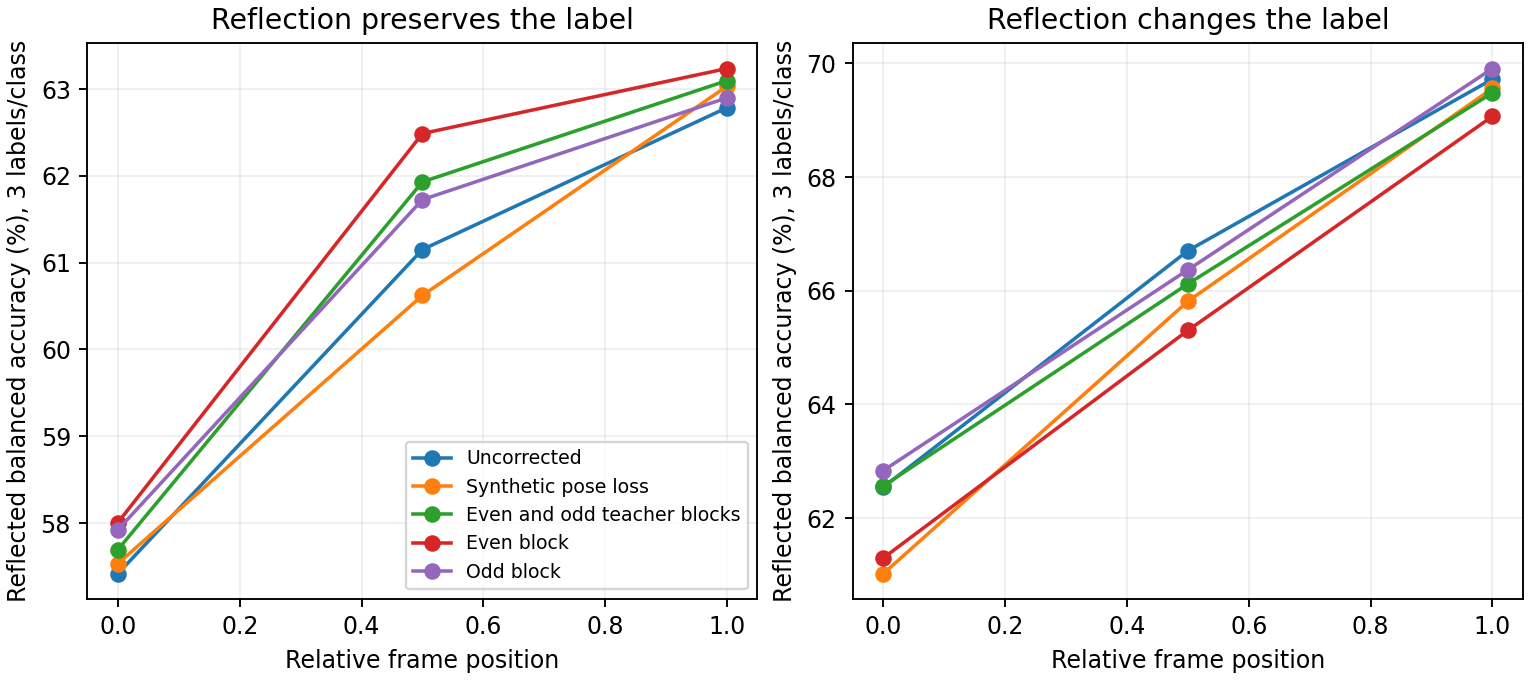 Reflection preserves the label
Reflected balanced accuracy (%), 3 labels/class
63
62
61
60
59
58
0.0 0.2 0.4 0.6 0.8 1.0
Relative frame position
Uncorrected
Synthetic pose loss
Even and odd teacher blocks
Even block
Odd block
Reflection changes the label
Reflected balanced accuracy (%), 3 labels/class
70
68
66
64
62
0.0 0.2 0.4 0.6 0.8 1.0
Relative frame position